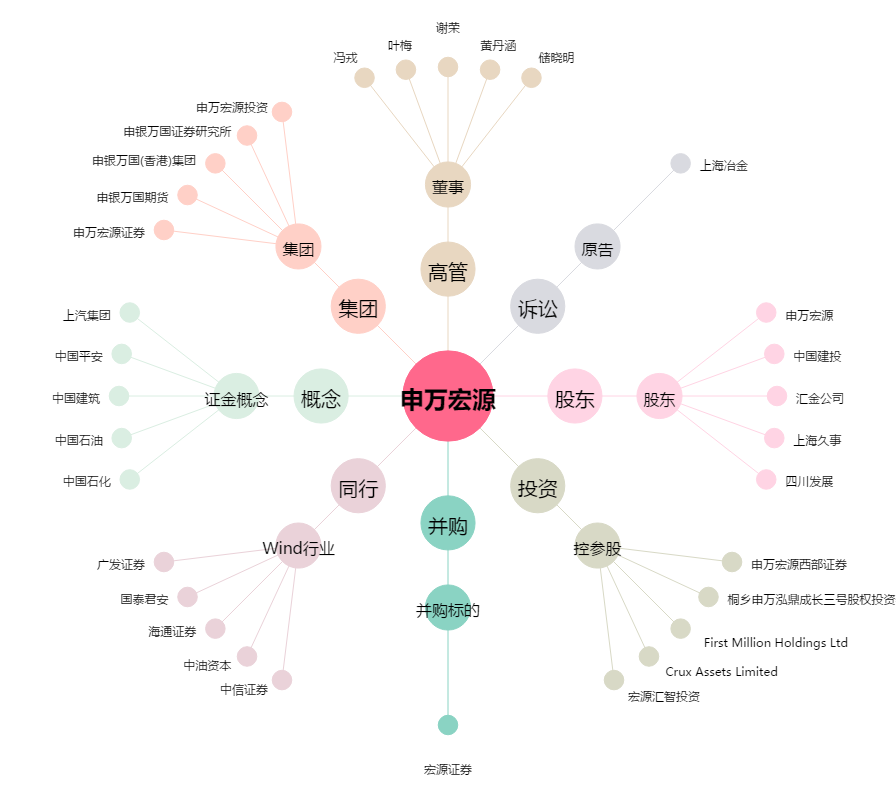 谢荣
叶梅
黄丹涵
冯戎
储晓明
申万宏源投资
申银万国证券研究所
申银万国(香港)集团
申银万国期货
申万宏源证券
董事
上海冶金
集团
原告
高管
集团
诉讼
上汽集团
中国平安
中国建筑
中国石油
中国石化
证金概念
概念
申万宏源
股东
股东
申万宏源
中国建投
汇金公司
上海久事
四川发展
同行
投资
并购
Wind行业
控参股
广发证券
国泰君安
海通证券
中油资本
中信证券
并购标的
申万宏源西部证券
桐乡申万泓鼎成长三号股权投资
First Million Holdings Ltd
Crux Assets Limited
宏源汇智投资
宏源证券